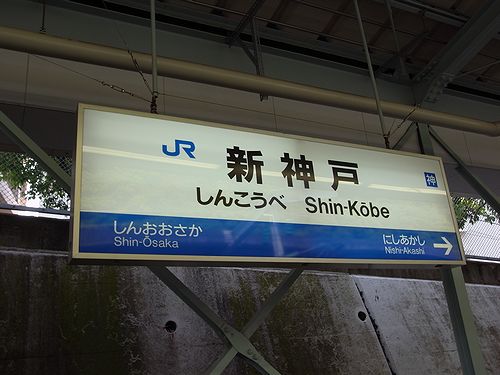 JR 新神戸 神
しんこうべ Shin-Kōbe
しんおおさか にしあかし →
Shin-Ōsaka Nishi-Akashi